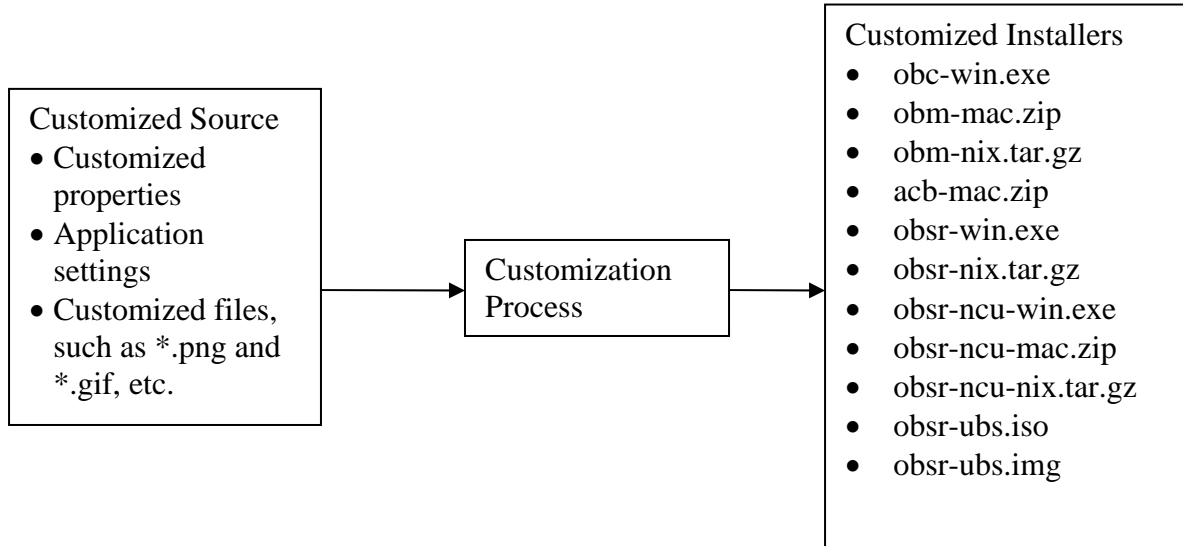 Customized Source
• Customized
properties
• Application
settings
• Customized files,
such as *.png and
*.gif, etc.
Customization
Process
Customized Installers
• obc-win.exe
• obm-mac.zip
• obm-nix.tar.gz
• acb-mac.zip
• obsr-win.exe
• obsr-nix.tar.gz
• obsr-ncu-win.exe
• obsr-ncu-mac.zip
• obsr-ncu-nix.tar.gz
• obsr-ubs.iso
• obsr-ubs.img